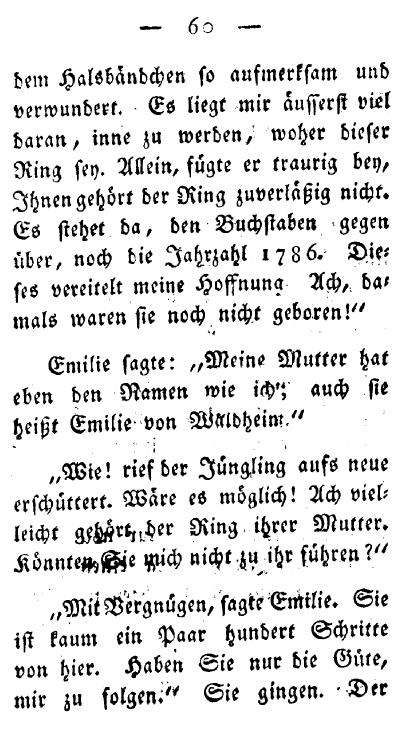 — 60 —
dem Halsbändchen so aufmerksam und
verwundert. Es liegt mir äusserst viel
daran, inne zu werden, woher dieser
Ring sey. Allein, fügte er traurig bey,
Ihnen gehört der Ring zuverläßig nicht.
Es stehet da, den Buchstaben gegen
über, noch die Jahrzahl 1786. Die-
ses vereitelt meine Hoffnung. Ach, da-
mals waren sie noch nicht geboren!“
Emilie sagte: „Meine Mutter hat
eben den Namen wie ich; auch sie
heißt Emilie von Waldheim.“
„Wie! rief der Jüngling aufs neue
erschüttert. Wäre es möglich! Ach viel-
leicht gehört der Ring ihrer Mutter.
Könnten Sie mich nicht zu ihr führen?“
„Mit Vergnügen, sagte Emilie. Sie
ist kaum ein Paar hundert Schritte
von hier. Haben Sie nur die Güte,
mir zu folgen.“ Sie gingen. Der